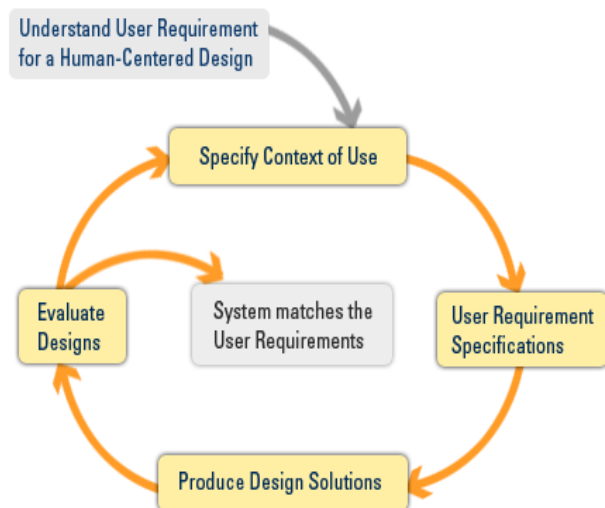 Understand User Requirement
for a Human-Centered Design
Specify Context of Use
Evaluate
Designs
System matches the
User Requirements
User Requirement
Specifications
Produce Design Solutions